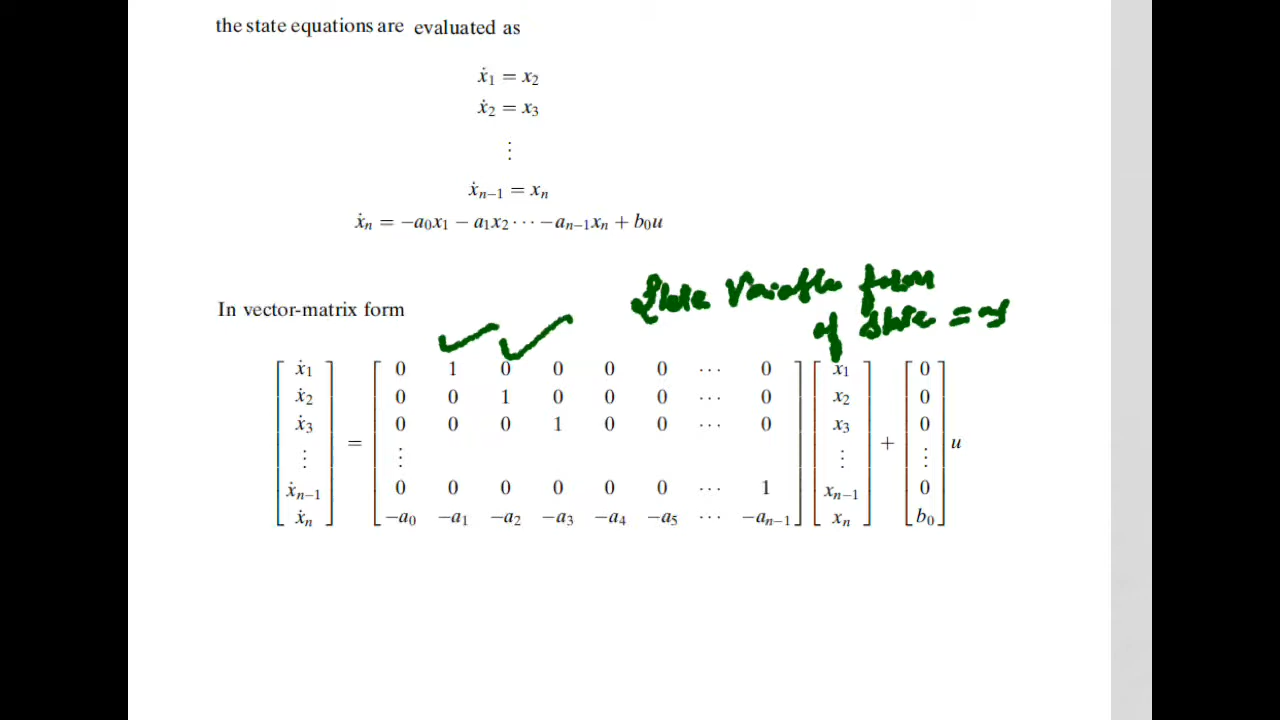 the state equations are evaluated as
ẋ₁ = x₂
ẋ₂ = x₃
⋮
ẋₙ₋₁ = xₙ
ẋₙ = −a₀x₁ − a₁x₂ ⋯ −aₙ₋₁xₙ + b₀u
State Variable form
In vector-matrix form
of State =
[ẋ₁] [0 1 0 0 0 0 ⋯ 0] [x₁] [0]
[ẋ₂] [0 0 1 0 0 0 ⋯ 0] [x₂] [0]
[ẋ₃] [0 0 0 1 0 0 ⋯ 0] [x₃] [0]
[⋮] = [⋮] [⋮] + [⋮] u
[ẋₙ₋₁] [0 0 0 0 0 0 ⋯ 1] [xₙ₋₁] [0]
[ẋₙ] [−a₀ −a₁ −a₂ −a₃ −a₄ −a₅ ⋯ −aₙ₋₁] [xₙ] [b₀]